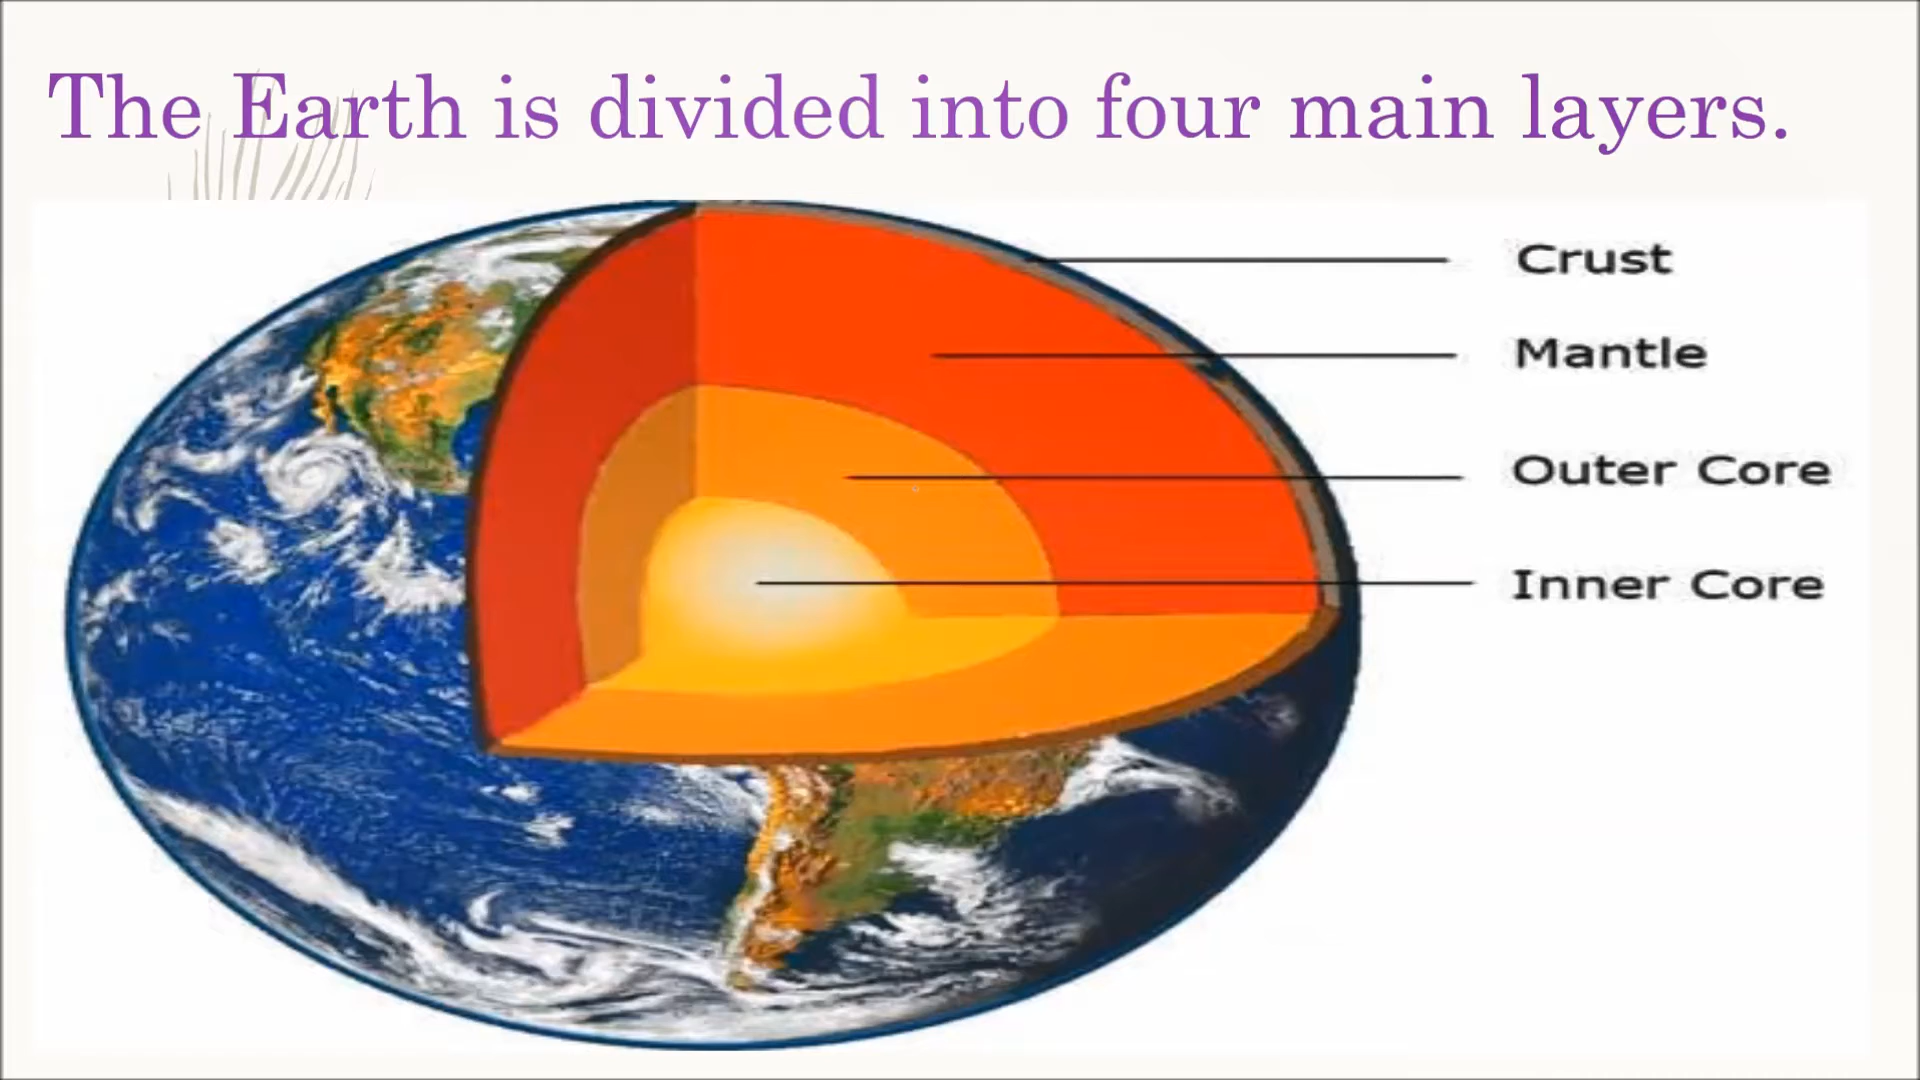 The Earth is divided into four main layers.
Crust
Mantle
Outer Core
Inner Core